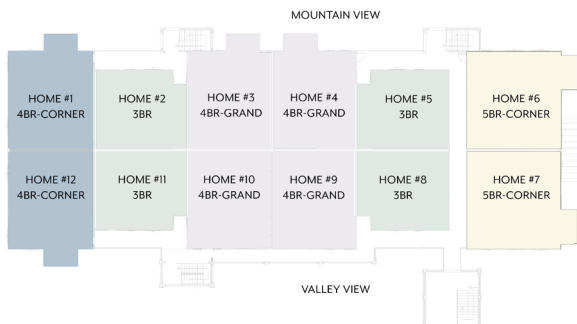 MOUNTAIN VIEW
HOME #1
4BR-CORNER
HOME #2
3BR
HOME #3
4BR-GRAND
HOME #4
4BR-GRAND
HOME #5
3BR
HOME #6
5BR-CORNER
HOME #12
4BR-CORNER
HOME #11
3BR
HOME #10
4BR-GRAND
HOME #9
4BR-GRAND
HOME #8
3BR
HOME #7
5BR-CORNER
VALLEY VIEW